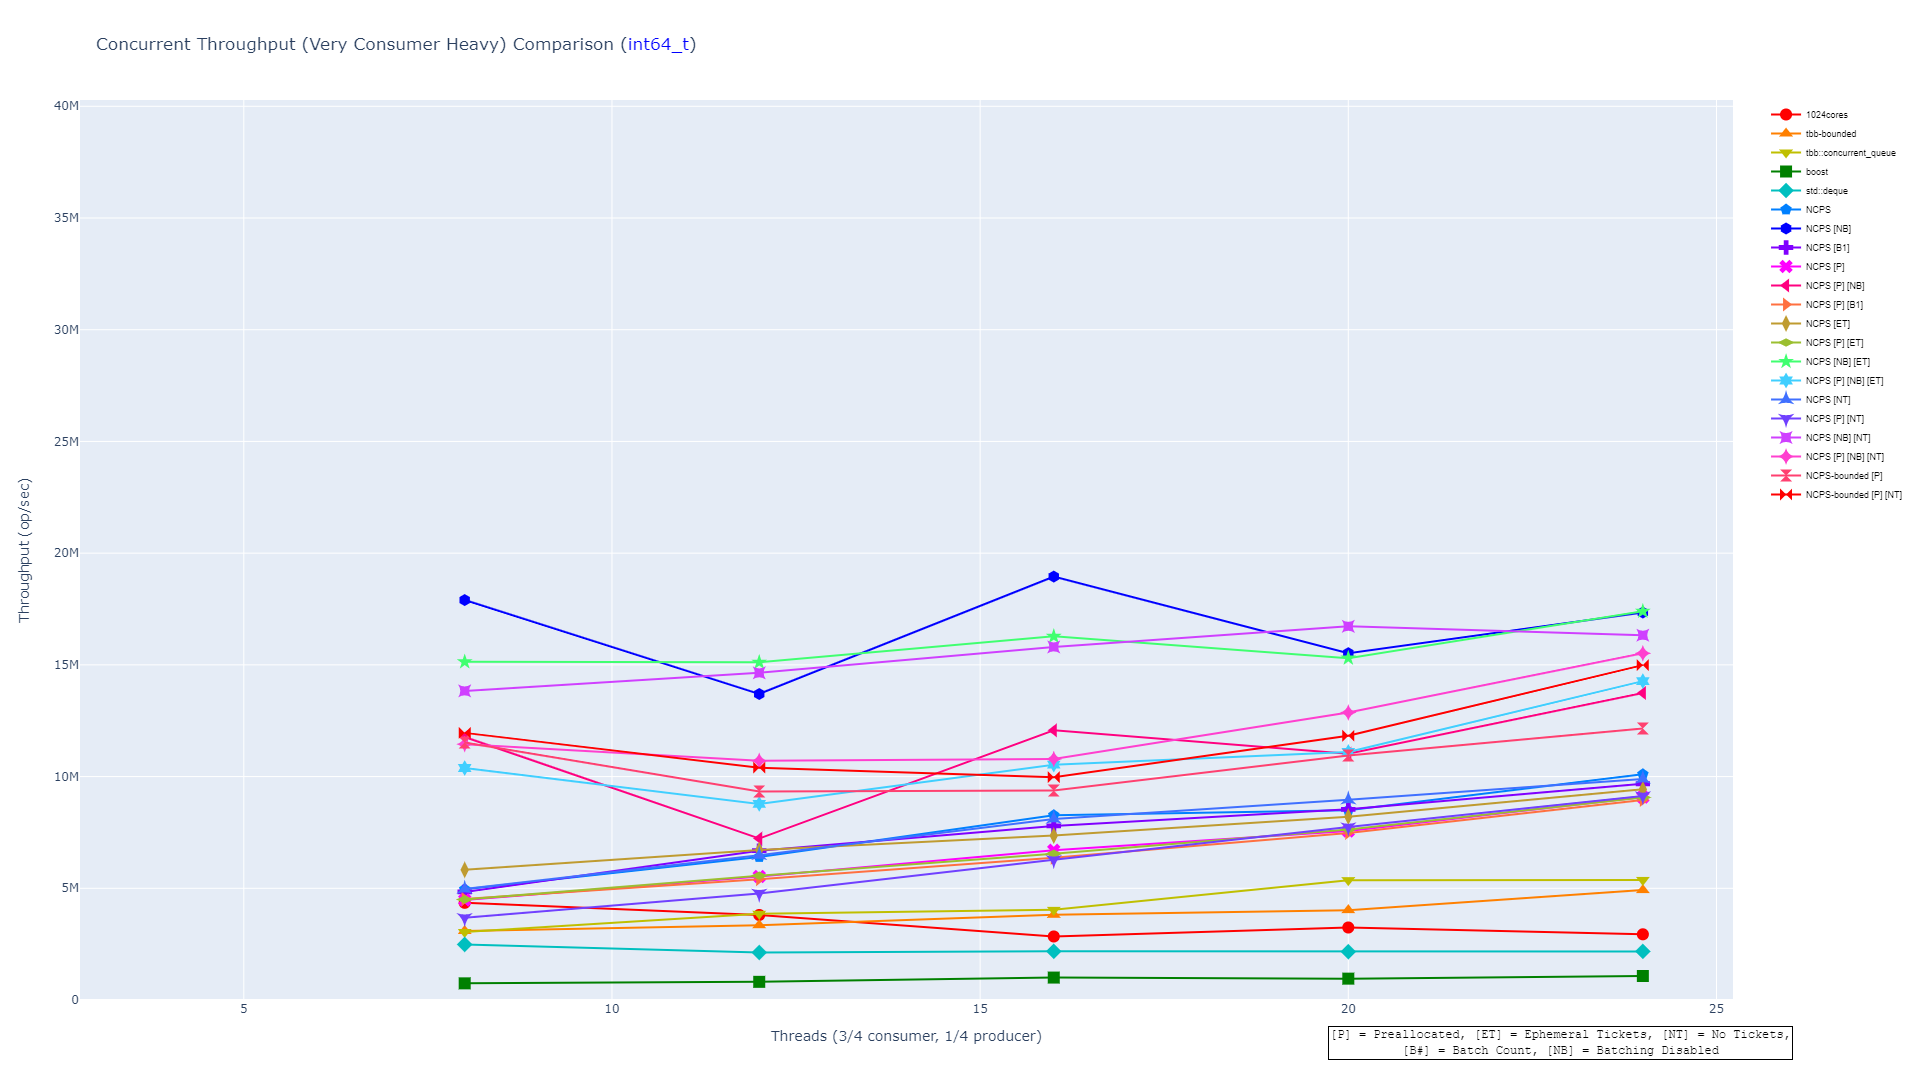 Concurrent Throughput (Very Consumer Heavy) Comparison (int64_t)
40M
35M
30M
25M
20M
15M
10M
5M
0
Throughput (op/sec)
5
10
15
20
25
Threads (3/4 consumer, 1/4 producer)
1024cores
tbb-bounded
tbb::concurrent_queue
boost
std::deque
NCPS
NCPS [NB]
NCPS [B1]
NCPS [P]
NCPS [P] [NB]
NCPS [P] [B1]
NCPS [ET]
NCPS [P] [ET]
NCPS [NB] [ET]
NCPS [P] [NB] [ET]
NCPS [NT]
NCPS [P] [NT]
NCPS [NB] [NT]
NCPS [P] [NB] [NT]
NCPS-bounded [P]
NCPS-bounded [P] [NT]
[P] = Preallocated, [ET] = Ephemeral Tickets, [NT] = No Tickets,
[B#] = Batch Count, [NB] = Batching Disabled